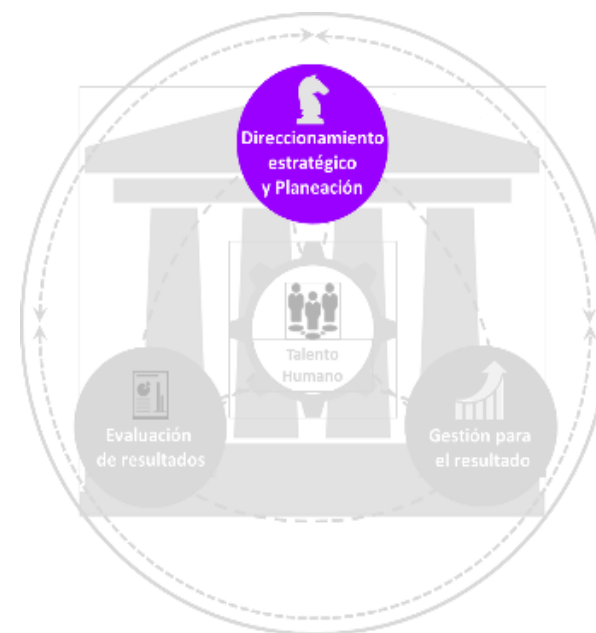 Direccionamiento
estratégico
y Planeación
Talento
Humano
Evaluación
de resultados
Gestión para
el resultado